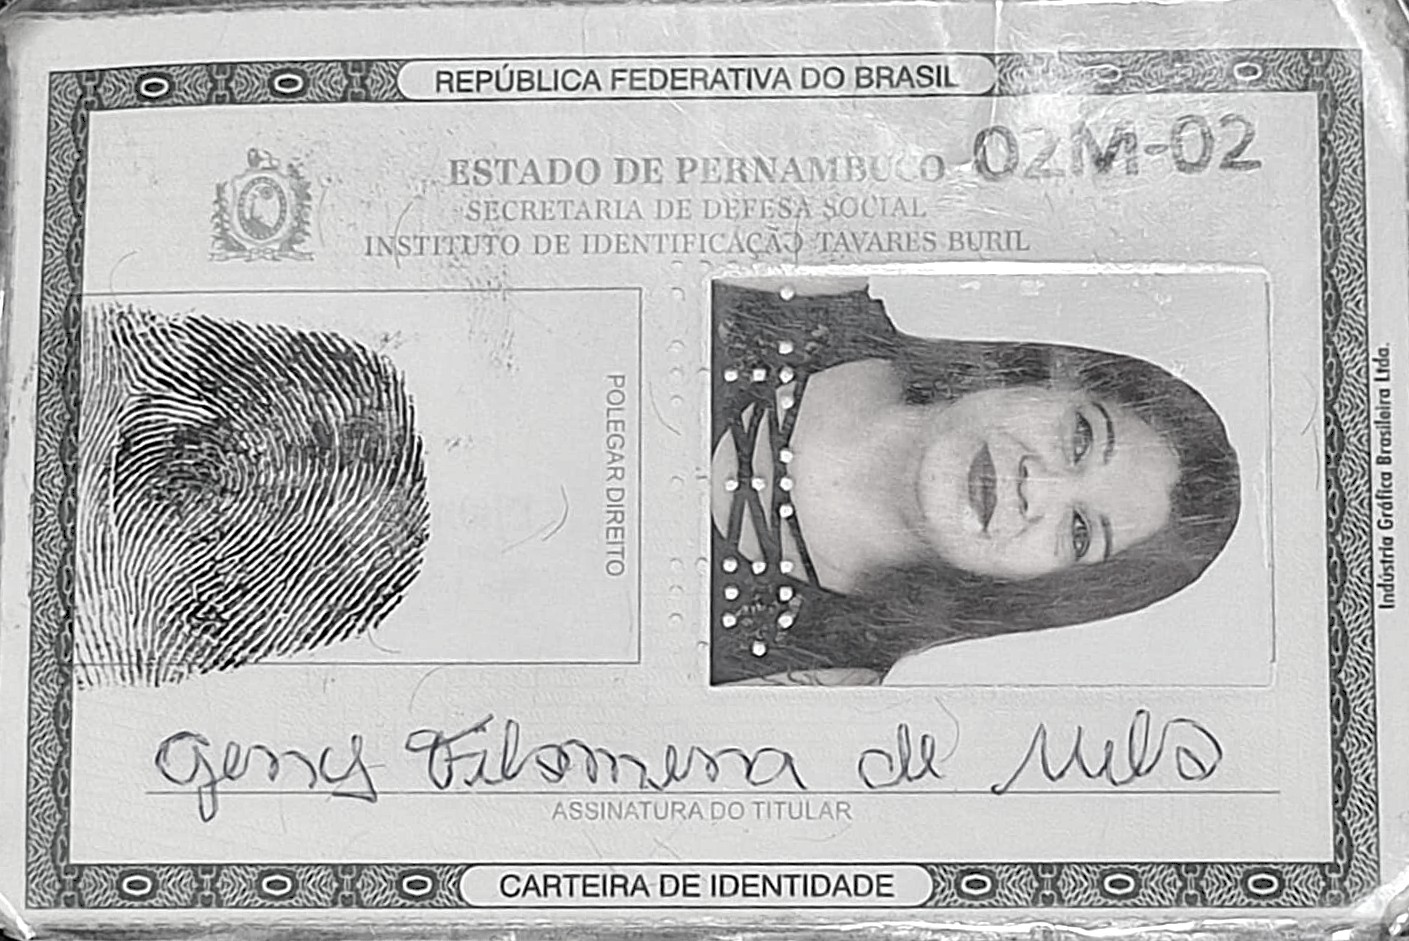 REPÚBLICA FEDERATIVA DO BRASIL
02M-02
ESTADO DE PERNAMBUCO
SECRETARIA DE DEFESA SOCIAL
INSTITUTO DE IDENTIFICAÇÃO TAVARES BURIL
POLEGAR DIREITO
Geny Filomena de Melo
ASSINATURA DO TITULAR
CARTEIRA DE IDENTIDADE
Indústria Gráfica Brasileira Ltda.